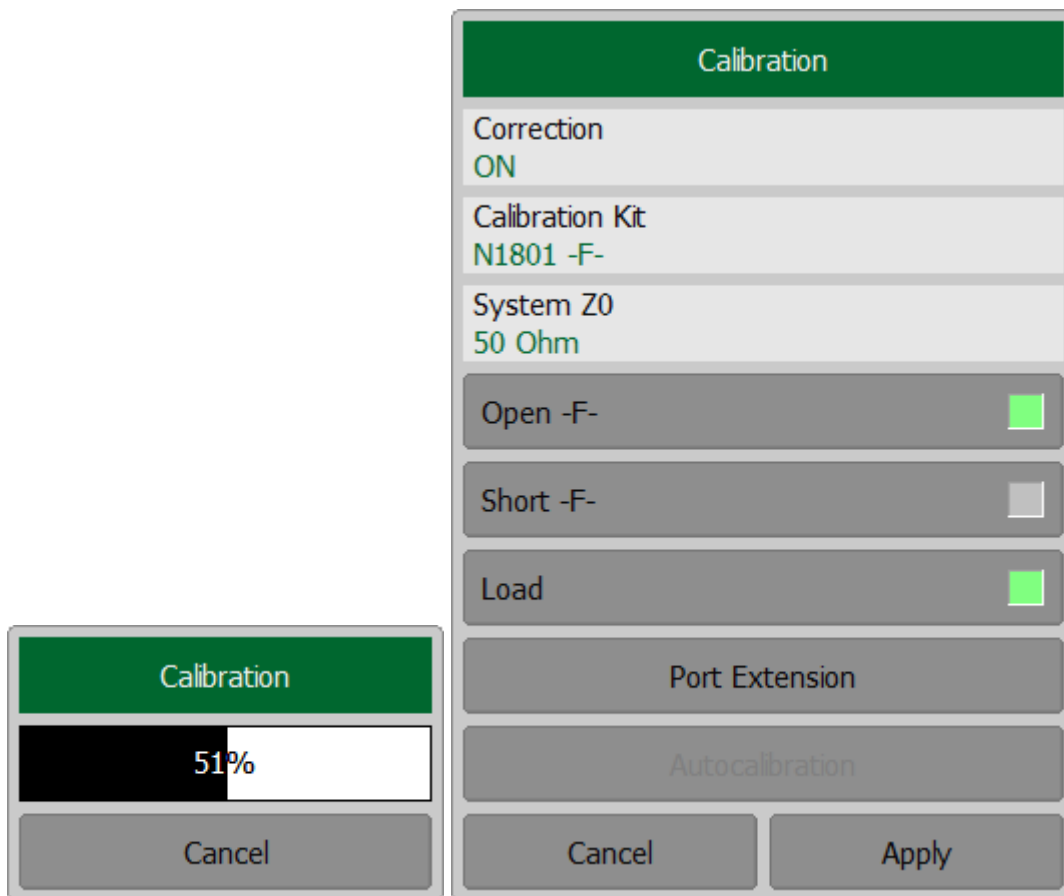 Calibration
51%
Cancel
Calibration
Correction
ON
Calibration Kit
N1801 -F-
System Z0
50 Ohm
Open -F-
Short -F-
Load
Port Extension
Autocalibration
Cancel
Apply